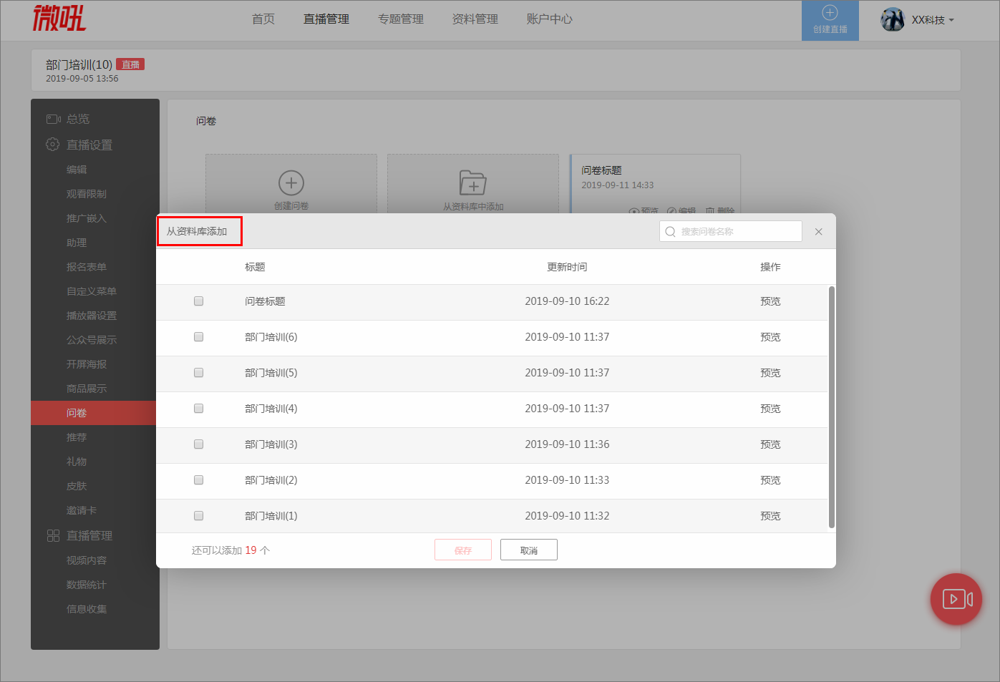 微吼
首页 直播管理 专题管理 资料管理 账户中心
创建直播
XX科技
部门培训(10) 直播
2019-09-05 13:56
总览
直播设置
编辑
观看限制
推广嵌入
助理
报名表单
自定义菜单
播放器设置
公众号展示
开屏海报
商品展示
问卷
推荐
礼物
皮肤
邀请卡
直播管理
视频内容
数据统计
信息收集
问卷
创建问卷
从资料库中添加
问卷标题
2019-09-11 14:33
预览 编辑 删除
从资料库添加
搜索问卷名称
标题 更新时间 操作
问卷标题 2019-09-10 16:22 预览
部门培训(6) 2019-09-10 11:37 预览
部门培训(5) 2019-09-10 11:37 预览
部门培训(4) 2019-09-10 11:37 预览
部门培训(3) 2019-09-10 11:36 预览
部门培训(2) 2019-09-10 11:33 预览
部门培训(1) 2019-09-10 11:32 预览
还可以添加 19 个
保存 取消